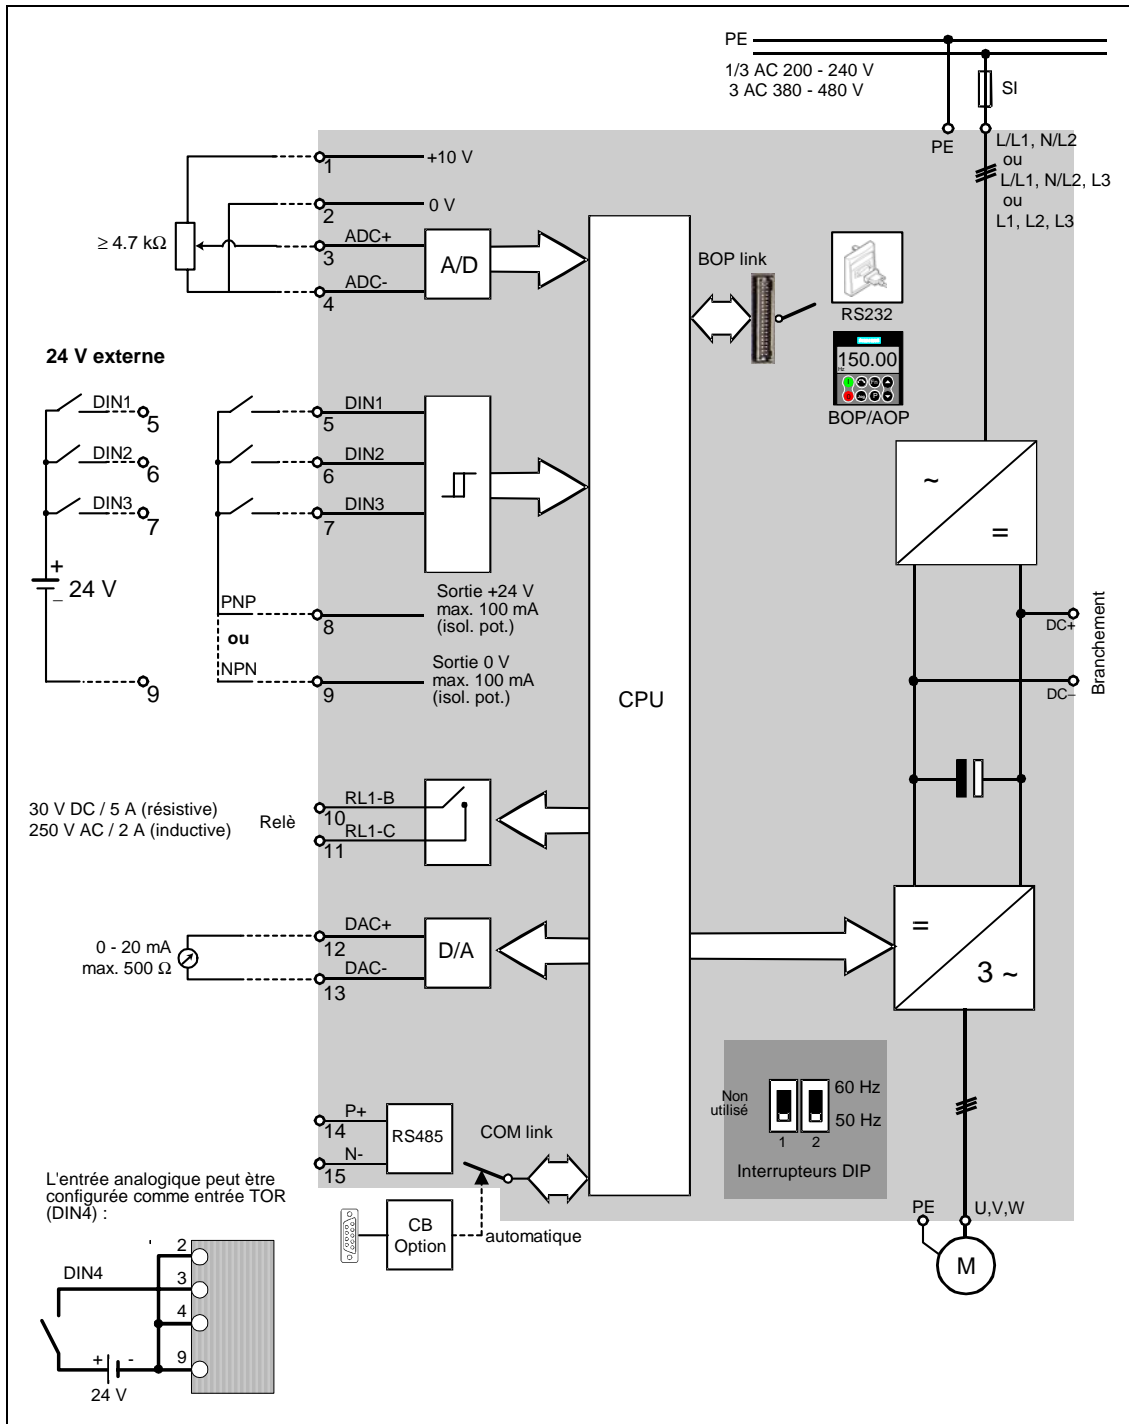 PE
1/3 AC 200 - 240 V
3 AC 380 - 480 V
SI
PE
L/L1, N/L2
ou
L/L1, N/L2, L3
ou
L1, L2, L3
1
+10 V
2
0 V
≥ 4.7 kΩ
ADC+
3
ADC-
4
A/D
BOP link
RS232
150.00
Hz
BOP/AOP
24 V externe
DIN1
5
DIN2
6
DIN3
7
+
24 V
–
9
DIN1
5
DIN2
6
DIN3
7
PNP
8
Sortie +24 V
max. 100 mA
(isol. pot.)
ou
NPN
9
Sortie 0 V
max. 100 mA
(isol. pot.)
CPU
~
=
DC+
DC–
Branchement
30 V DC / 5 A (résistive)
250 V AC / 2 A (inductive)
Relè
RL1-B
10
RL1-C
11
0 - 20 mA
max. 500 Ω
DAC+
12
DAC-
13
D/A
=
3 ~
Non
utilisé
60 Hz
50 Hz
1 2
Interrupteurs DIP
P+
14
N-
15
RS485
COM link
CB
Option
automatique
PE
U,V,W
M
L'entrée analogique peut ètre
configurée comme entrée TOR
(DIN4) :
DIN4
2
3
4
9
+ -
24 V